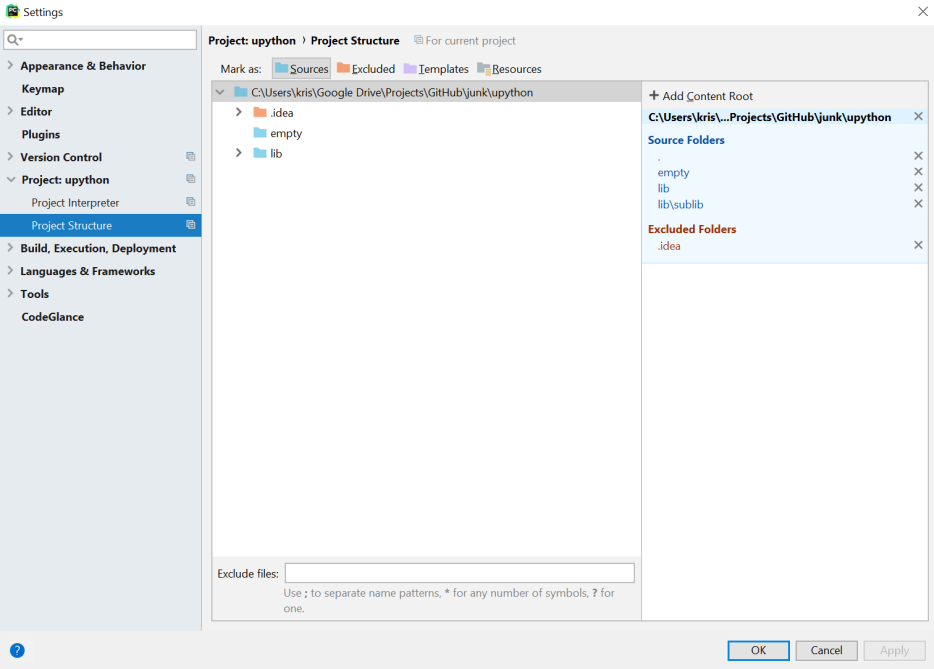 Settings
Project: upython › Project Structure For current project
Appearance & Behavior
Keymap
Editor
Plugins
Version Control
Project: upython
Project Interpreter
Project Structure
Build, Execution, Deployment
Languages & Frameworks
Tools
CodeGlance
Mark as: Sources Excluded Templates Resources
C:\Users\kris\Google Drive\Projects\GitHub\junk\upython
.idea
empty
lib
Exclude files:
Use ; to separate name patterns, * for any number of symbols, ? for
one.
+ Add Content Root
C:\Users\kris\...Projects\GitHub\junk\upython
Source Folders
.
empty
lib
lib\sublib
Excluded Folders
.idea
?
OK Cancel Apply